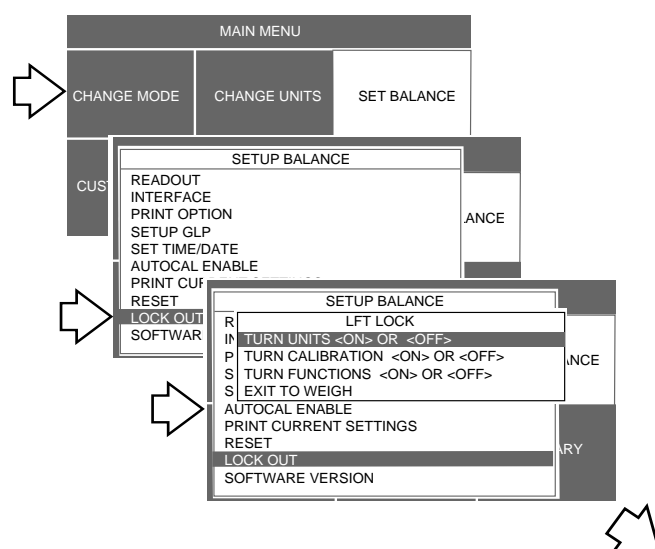 MAIN MENU
CHANGE MODE
CHANGE UNITS
SET BALANCE
SETUP BALANCE
READOUT
INTERFACE
PRINT OPTION
SETUP GLP
SET TIME/DATE
AUTOCAL ENABLE
RESET
LOCK OUT
SETUP BALANCE
LFT LOCK
TURN UNITS <ON> OR <OFF>
TURN CALIBRATION <ON> OR <OFF>
TURN FUNCTIONS <ON> OR <OFF>
EXIT TO WEIGH
AUTOCAL ENABLE
PRINT CURRENT SETTINGS
RESET
LOCK OUT
SOFTWARE VERSION